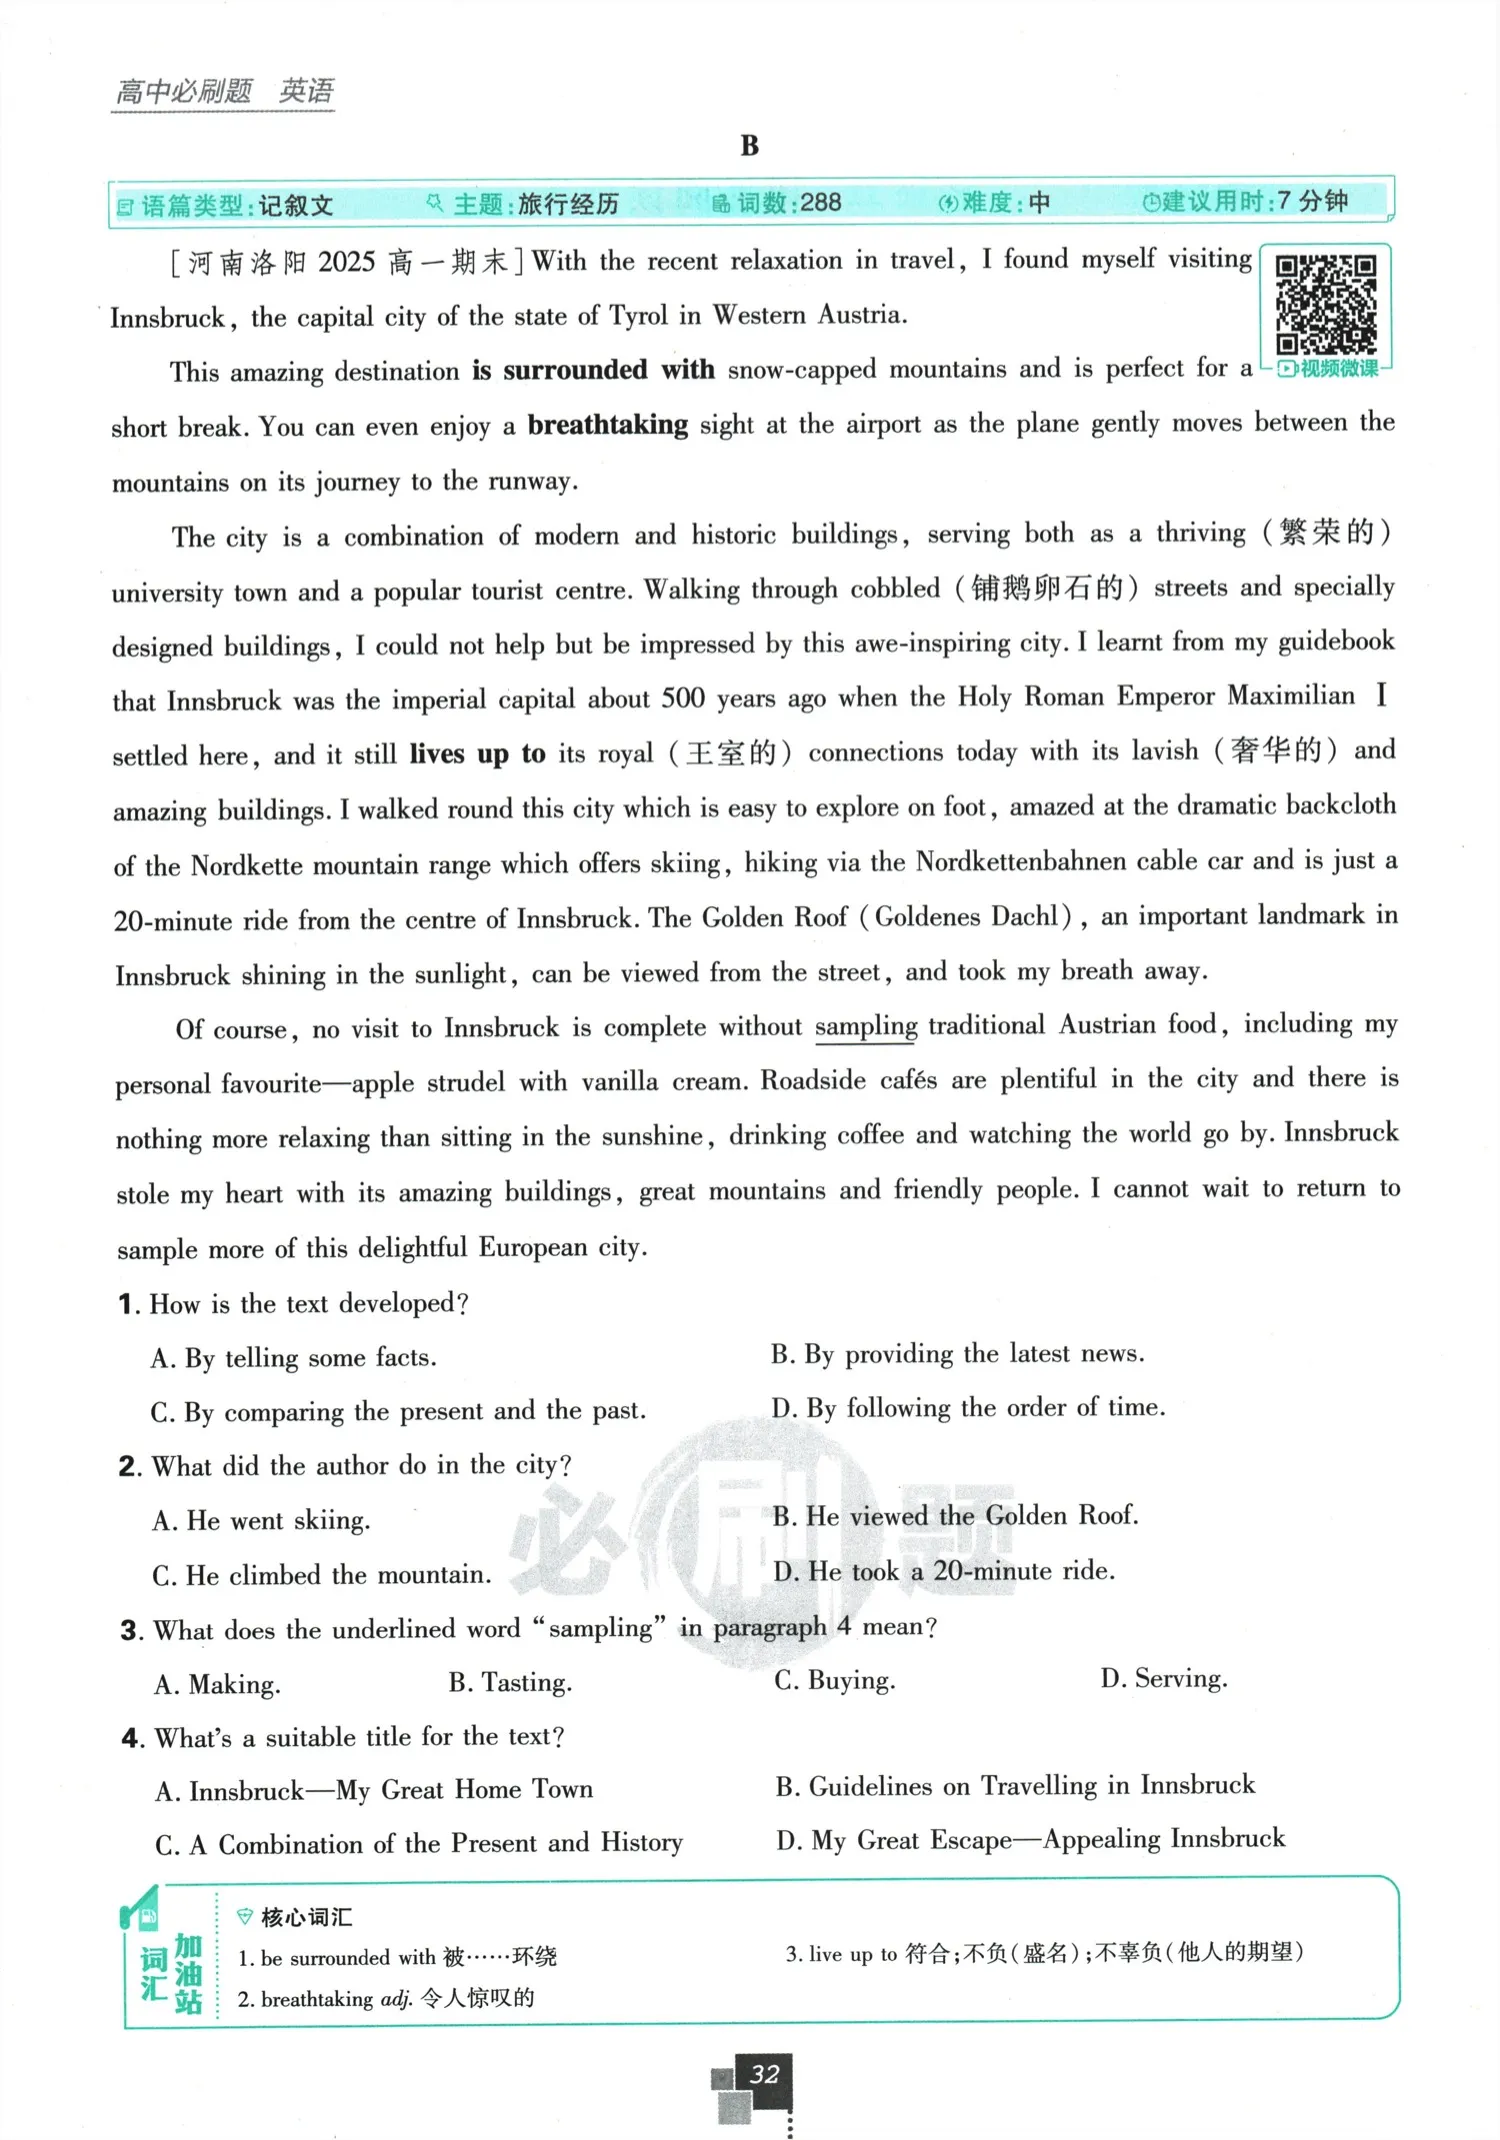 高中必刷题 英语
B
语篇类型:记叙文 主题:旅行经历 词数:288 难度:中 建议用时:7分钟
[河南洛阳2025高一期末]With the recent relaxation in travel, I found myself visiting
Innsbruck, the capital city of the state of Tyrol in Western Austria.
视频微课
This amazing destination is surrounded with snow-capped mountains and is perfect for a
short break. You can even enjoy a breathtaking sight at the airport as the plane gently moves between the
mountains on its journey to the runway.
The city is a combination of modern and historic buildings, serving both as a thriving (繁荣的)
university town and a popular tourist centre. Walking through cobbled (铺鹅卵石的) streets and specially
designed buildings, I could not help but be impressed by this awe-inspiring city. I learnt from my guidebook
that Innsbruck was the imperial capital about 500 years ago when the Holy Roman Emperor Maximilian Ⅰ
settled here, and it still lives up to its royal (王室的) connections today with its lavish (奢华的) and
amazing buildings. I walked round this city which is easy to explore on foot, amazed at the dramatic backcloth
of the Nordkette mountain range which offers skiing, hiking via the Nordkettenbahnen cable car and is just a
20-minute ride from the centre of Innsbruck. The Golden Roof (Goldenes Dachl), an important landmark in
Innsbruck shining in the sunlight, can be viewed from the street, and took my breath away.
Of course, no visit to Innsbruck is complete without sampling traditional Austrian food, including my
personal favourite—apple strudel with vanilla cream. Roadside cafés are plentiful in the city and there is
nothing more relaxing than sitting in the sunshine, drinking coffee and watching the world go by. Innsbruck
stole my heart with its amazing buildings, great mountains and friendly people. I cannot wait to return to
sample more of this delightful European city.
1. How is the text developed?
A. By telling some facts. B. By providing the latest news.
C. By comparing the present and the past. D. By following the order of time.
2. What did the author do in the city?
A. He went skiing. B. He viewed the Golden Roof.
C. He climbed the mountain. D. He took a 20-minute ride.
必刷题
3. What does the underlined word “sampling” in paragraph 4 mean?
A. Making. B. Tasting. C. Buying. D. Serving.
4. What's a suitable title for the text?
A. Innsbruck—My Great Home Town B. Guidelines on Travelling in Innsbruck
C. A Combination of the Present and History D. My Great Escape—Appealing Innsbruck
词汇加油站
核心词汇
1. be surrounded with 被……环绕 3. live up to 符合;不负(盛名);不辜负(他人的期望)
2. breathtaking adj. 令人惊叹的
32